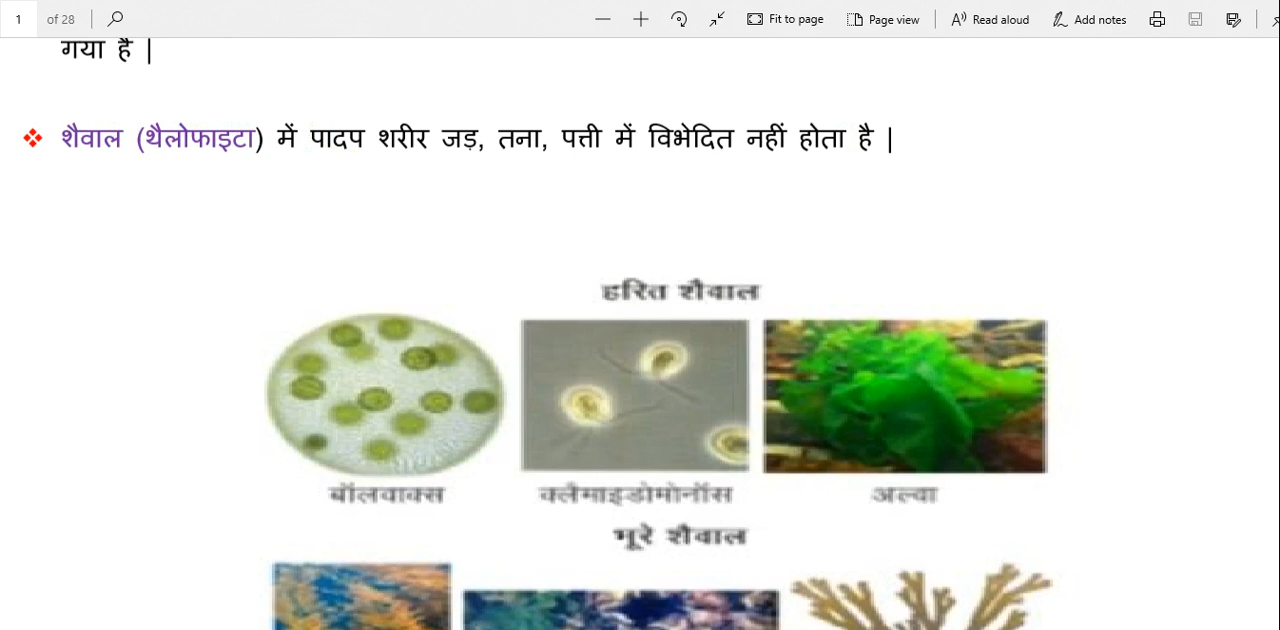 1 of 28 Fit to page Page view Read aloud Add notes
गया है |
❖ शैवाल (थैलोफाइटा) में पादप शरीर जड़, तना, पत्ती में विभेदित नहीं होता है |
हरित शैवाल
बॉलवाक्स क्लैमाइडोमोनॉस अल्वा
भूरे शैवाल